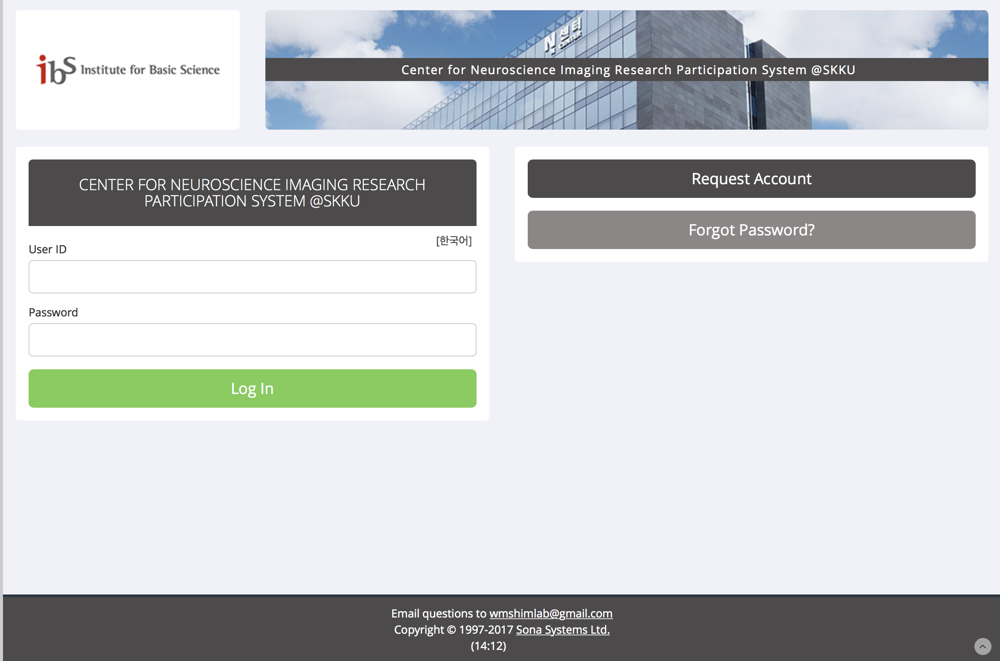 ibs Institute for Basic Science
N 센터
N CENTER
Center for Neuroscience Imaging Research Participation System @SKKU
CENTER FOR NEUROSCIENCE IMAGING RESEARCH
PARTICIPATION SYSTEM @SKKU
[한국어]
User ID
Password
Log In
Request Account
Forgot Password?
Email questions to wmshimlab@gmail.com
Copyright © 1997-2017 Sona Systems Ltd.
(14:12)